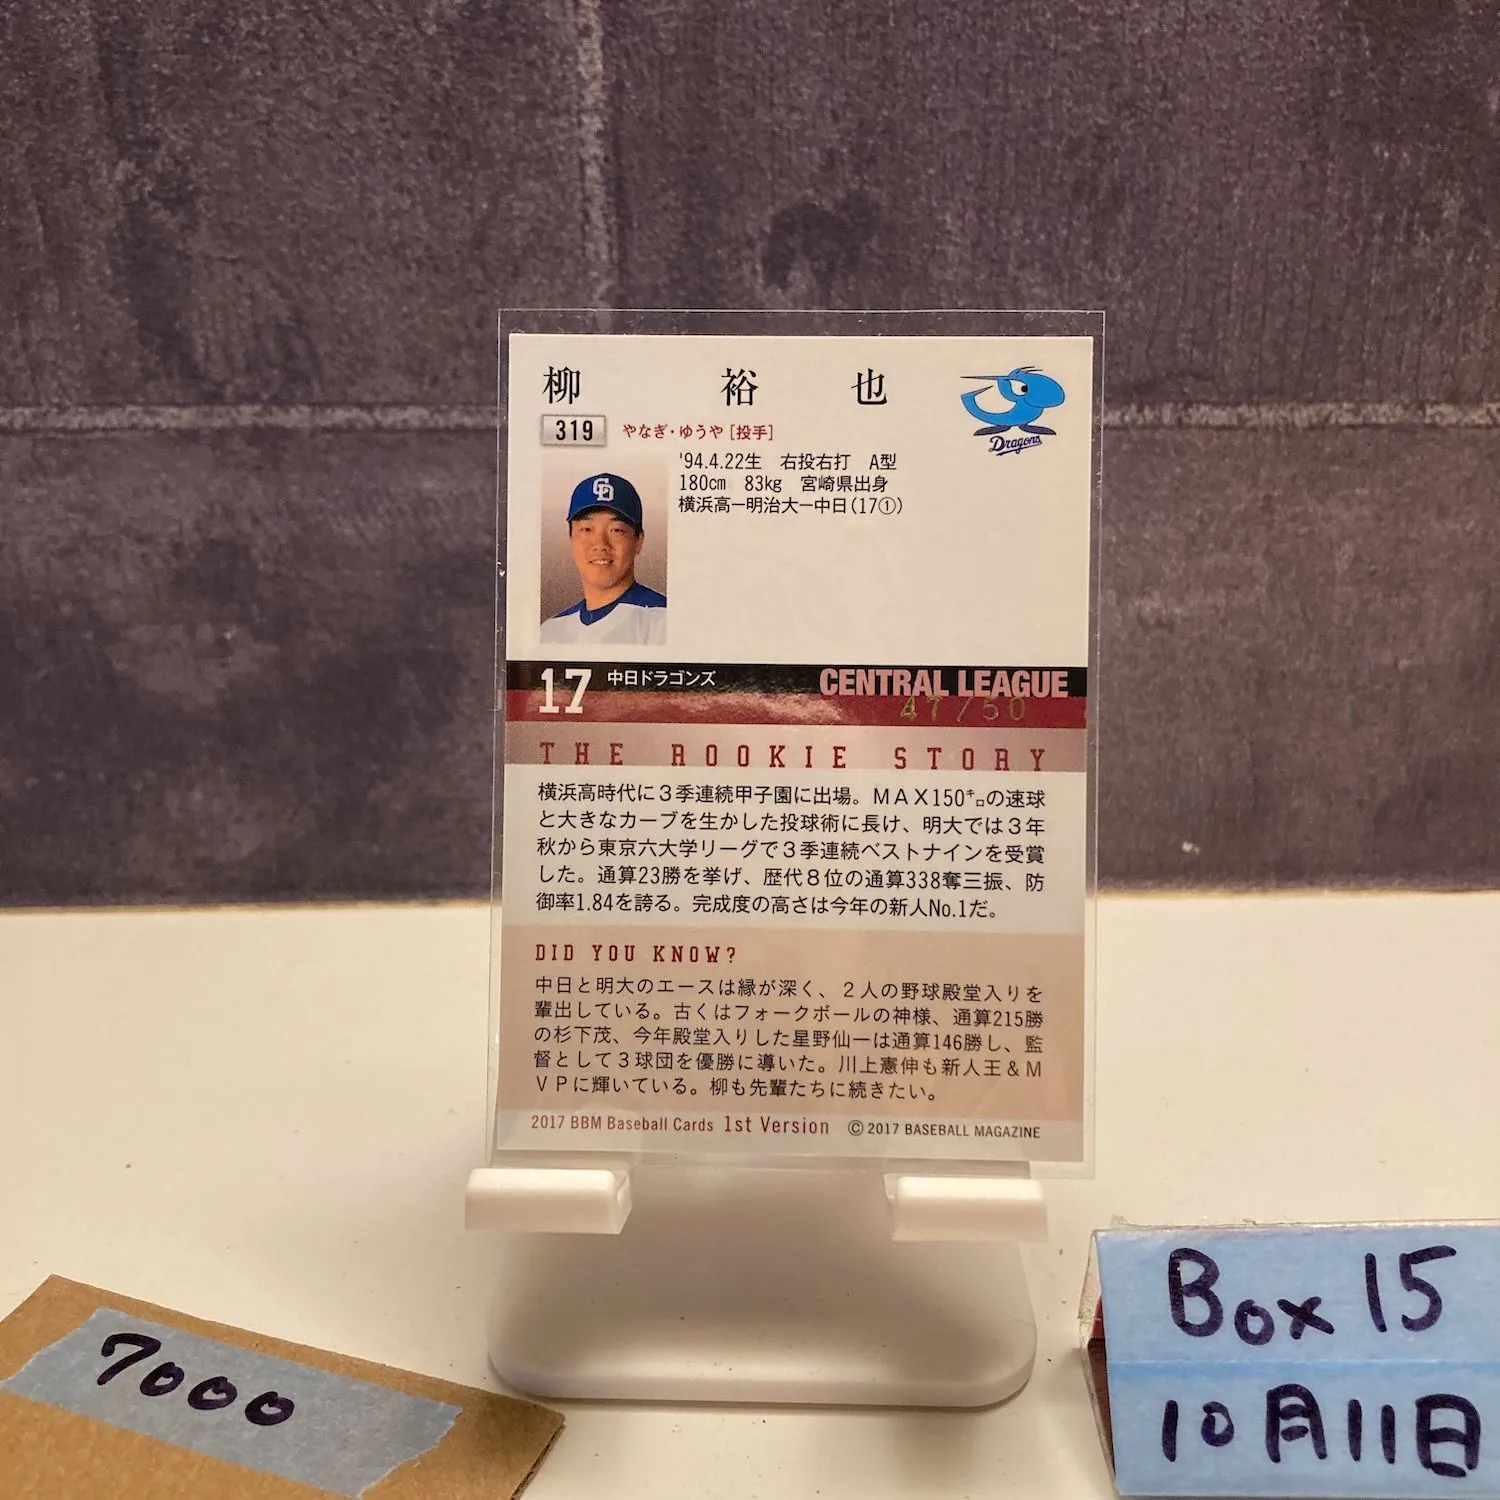 柳 裕 也
Dragons
319 やなぎ・ゆうや [投手]
'94.4.22生 右投右打 A型
180cm 83kg 宮崎県出身
横浜高ー明治大ー中日(17①)
17 中日ドラゴンズ CENTRAL LEAGUE
47/50
THE ROOKIE STORY
横浜高時代に3季連続甲子園に出場。MAX150㌔の速球
と大きなカーブを生かした投球術に長け、明大では3年
秋から東京六大学リーグで3季連続ベストナインを受賞
した。通算23勝を挙げ、歴代8位の通算338奪三振、防
御率1.84を誇る。完成度の高さは今年の新人No.1だ。
DID YOU KNOW?
中日と明大のエースは縁が深く、2人の野球殿堂入りを
輩出している。古くはフォークボールの神様、通算215勝
の杉下茂、今年殿堂入りした星野仙一は通算146勝し、監
督として3球団を優勝に導いた。川上憲伸も新人王&M
VPに輝いている。柳も先輩たちに続きたい。
2017 BBM Baseball Cards 1st Version © 2017 BASEBALL MAGAZINE
7000
Box 15
10月11日